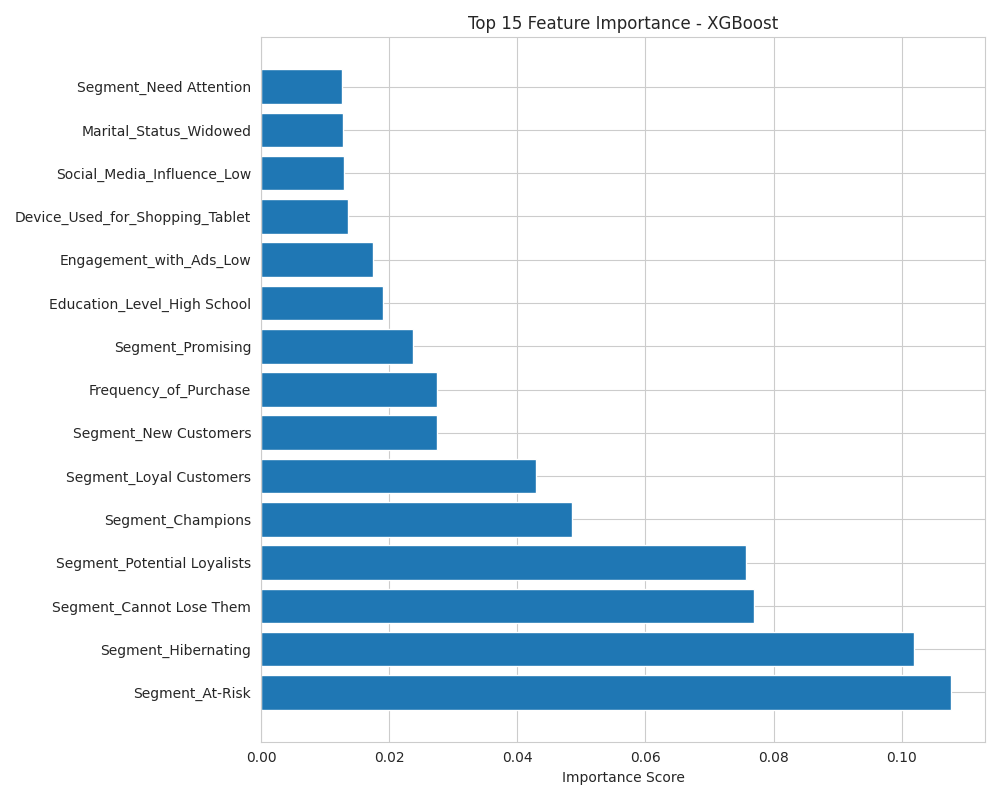 Top 15 Feature Importance - XGBoost
Segment_Need Attention
Marital_Status_Widowed
Social_Media_Influence_Low
Device_Used_for_Shopping_Tablet
Engagement_with_Ads_Low
Education_Level_High School
Segment_Promising
Frequency_of_Purchase
Segment_New Customers
Segment_Loyal Customers
Segment_Champions
Segment_Potential Loyalists
Segment_Cannot Lose Them
Segment_Hibernating
Segment_At-Risk
0.00 0.02 0.04 0.06 0.08 0.10
Importance Score